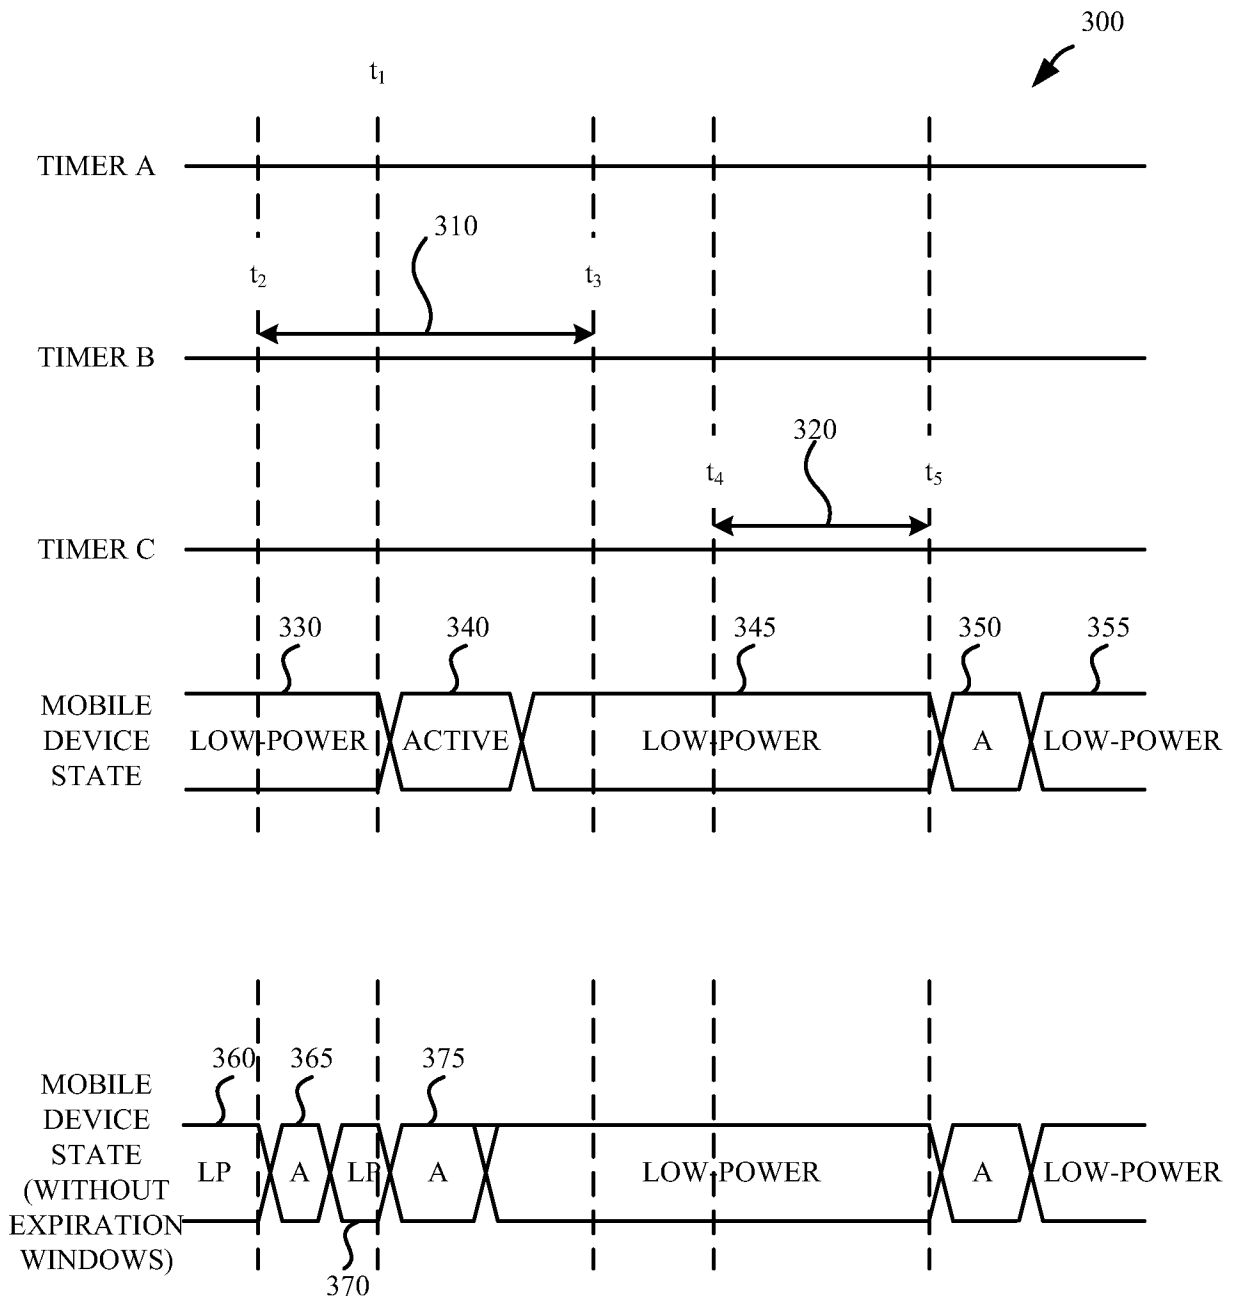 300
t1
TIMER A
310
t2
t3
TIMER B
320
t4
t5
TIMER C
330
340
345
350
355
MOBILE
DEVICE
STATE
LOW-POWER
ACTIVE
LOW-POWER
A
LOW-POWER
360
365
375
MOBILE
DEVICE
STATE
(WITHOUT
EXPIRATION
WINDOWS)
LP
A
LP
A
LOW-POWER
A
LOW-POWER
370